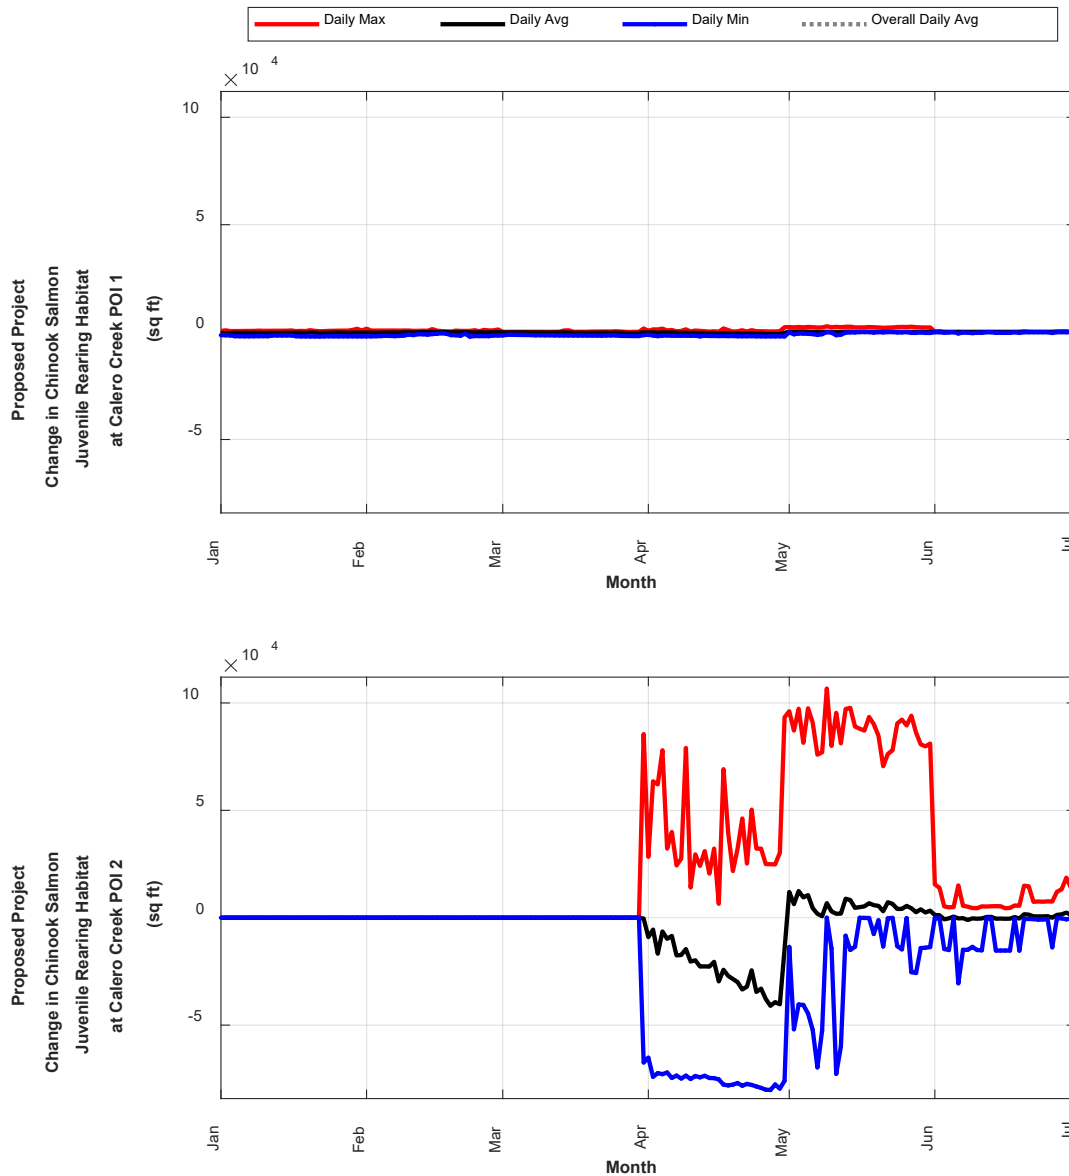 Daily Max Daily Avg Daily Min Overall Daily Avg
× 10 4
10
5
0
-5
Proposed Project
Change in Chinook Salmon
Juvenile Rearing Habitat
at Calero Creek POI 1
(sq ft)
Jan Feb Mar Apr May Jun Jul
Month
× 10 4
10
5
0
-5
Proposed Project
Change in Chinook Salmon
Juvenile Rearing Habitat
at Calero Creek POI 2
(sq ft)
Jan Feb Mar Apr May Jun Jul
Month